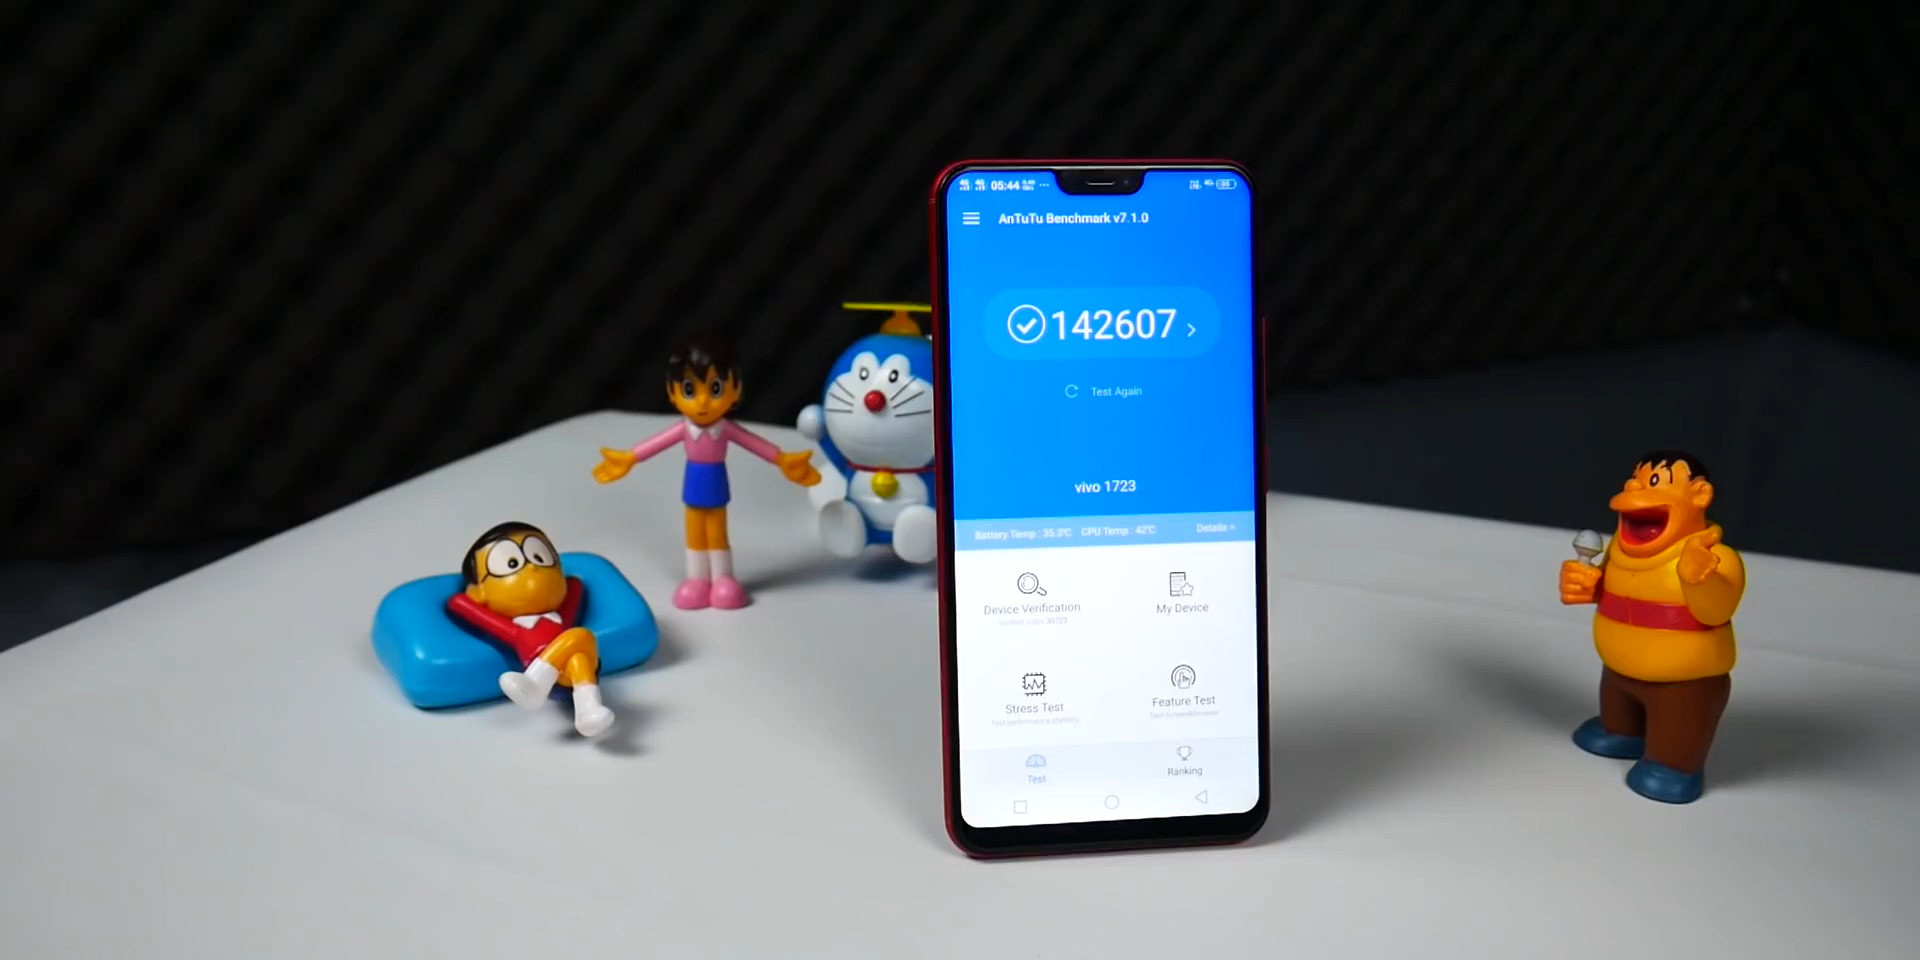 05:44
AnTuTu Benchmark v7.1.0
142607
Test Again
vivo 1723
Battery Temp : 35.3℃ CPU Temp : 42℃ Details >
Device Verification
My Device
Stress Test
Feature Test
Test
Ranking